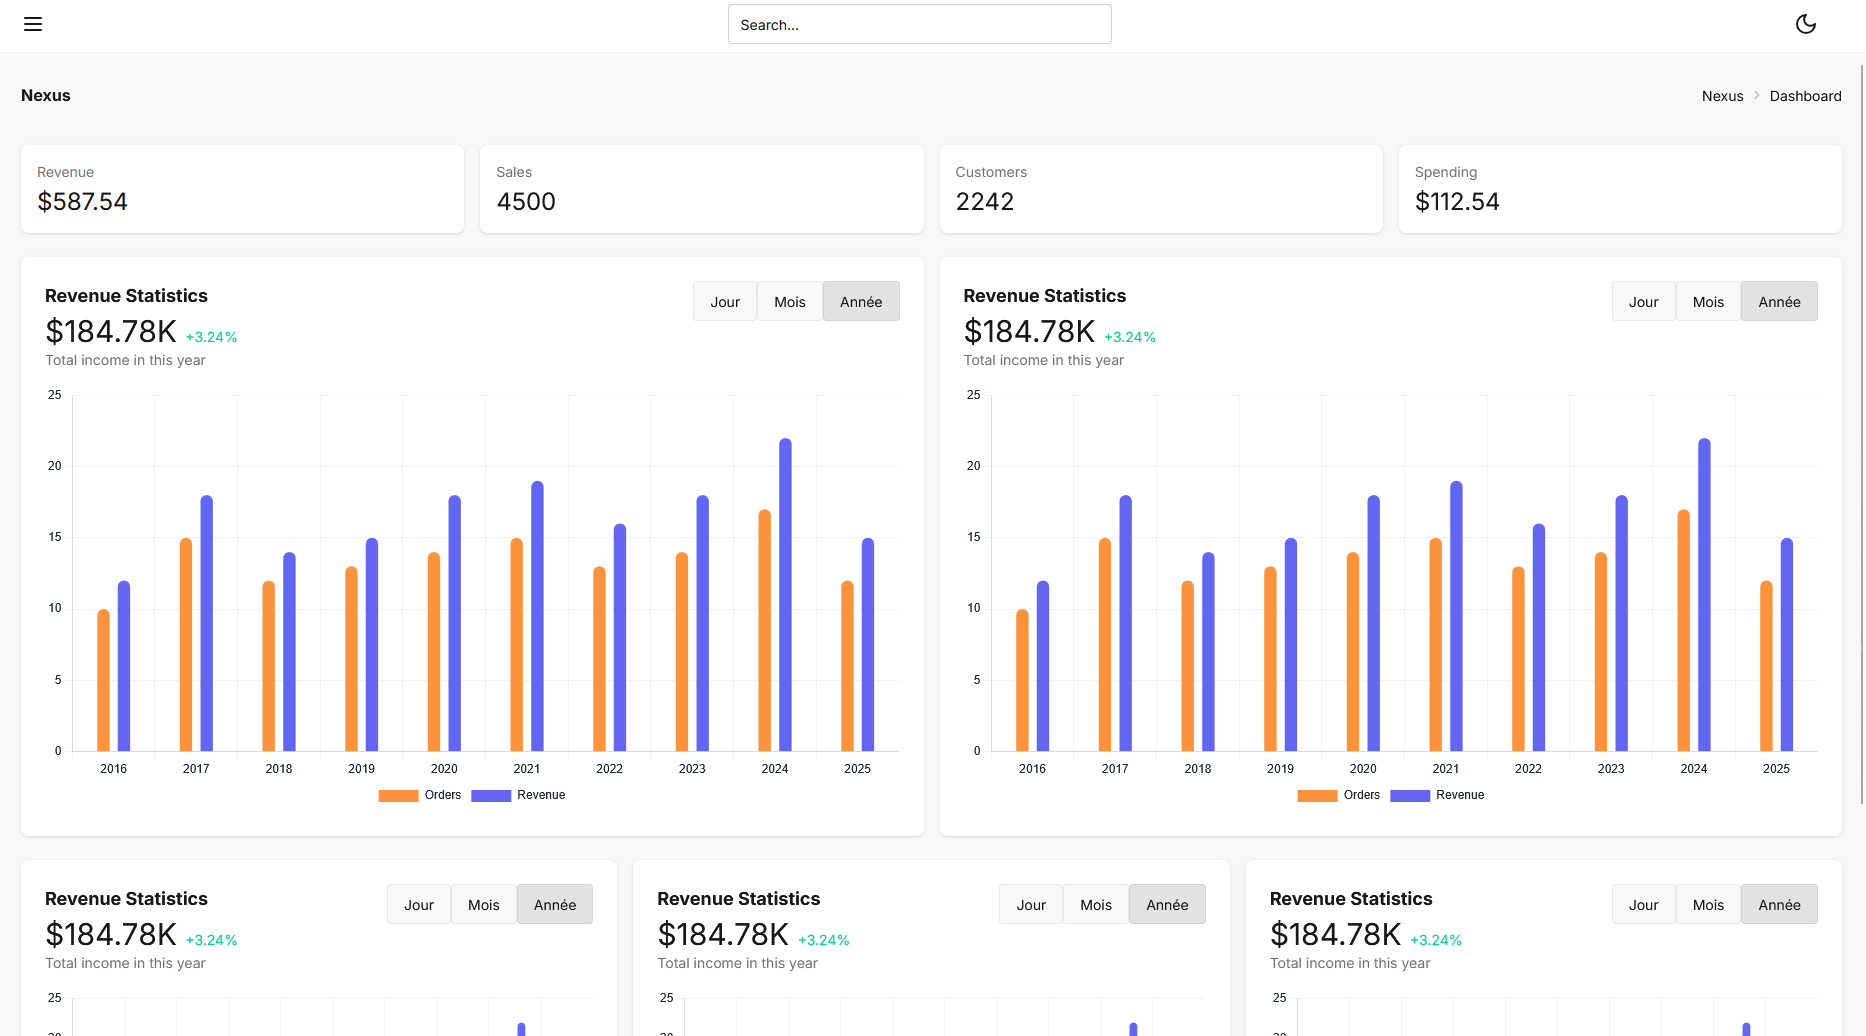 Search...
Nexus
Nexus > Dashboard
Revenue
$587.54
Sales
4500
Customers
2242
Spending
$112.54
Revenue Statistics
$184.78K +3.24%
Total income in this year
Jour Mois Année
25
20
15
10
5
0
2016 2017 2018 2019 2020 2021 2022 2023 2024 2025
Orders Revenue
Revenue Statistics
$184.78K +3.24%
Total income in this year
Jour Mois Année
25
20
15
10
5
0
2016 2017 2018 2019 2020 2021 2022 2023 2024 2025
Orders Revenue
Revenue Statistics
$184.78K +3.24%
Total income in this year
Jour Mois Année
25
20
Revenue Statistics
$184.78K +3.24%
Total income in this year
Jour Mois Année
25
20
Revenue Statistics
$184.78K +3.24%
Total income in this year
Jour Mois Année
25
20